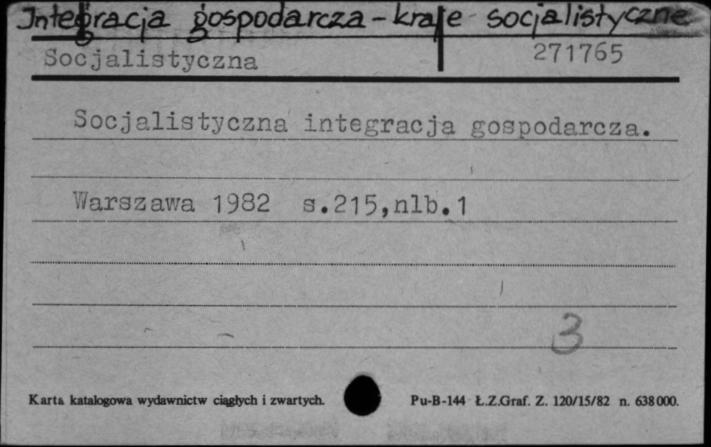 Integracja gospodarcza - kraje socjalistyczne
Socjalistyczna 271765
Socjalistyczna integracja gospodarcza.
Warszawa 1982 s.215,nlb.1
3
Karta katalogowa wydawnictw ciągłych i zwartych. Pu-B-144 Ł.Z.Graf. Z. 120/15/82 n. 638000.